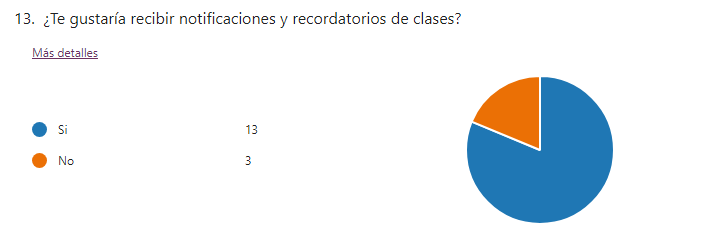 13. ¿Te gustaría recibir notificaciones y recordatorios de clases?
Más detalles
Si 13
No 3